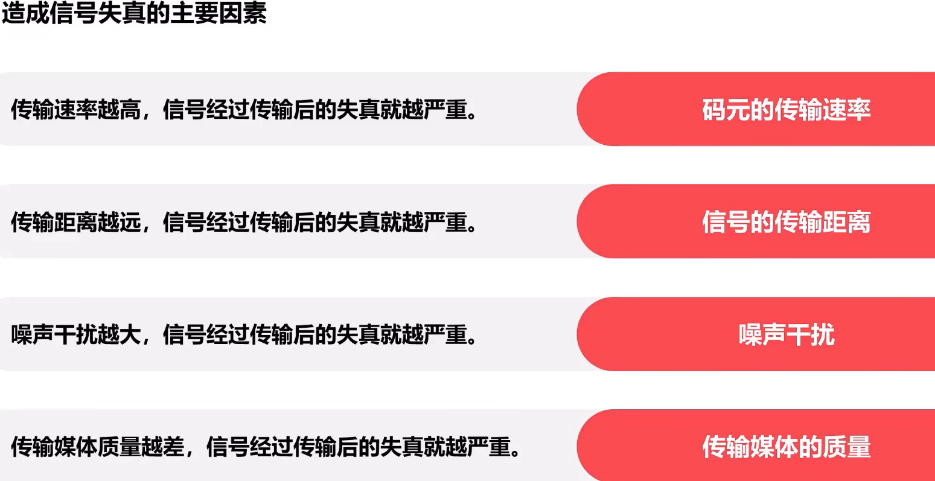 造成信号失真的主要因素
传输速率越高，信号经过传输后的失真就越严重。
码元的传输速率
传输距离越远，信号经过传输后的失真就越严重。
信号的传输距离
噪声干扰越大，信号经过传输后的失真就越严重。
噪声干扰
传输媒体质量越差，信号经过传输后的失真就越严重。
传输媒体的质量